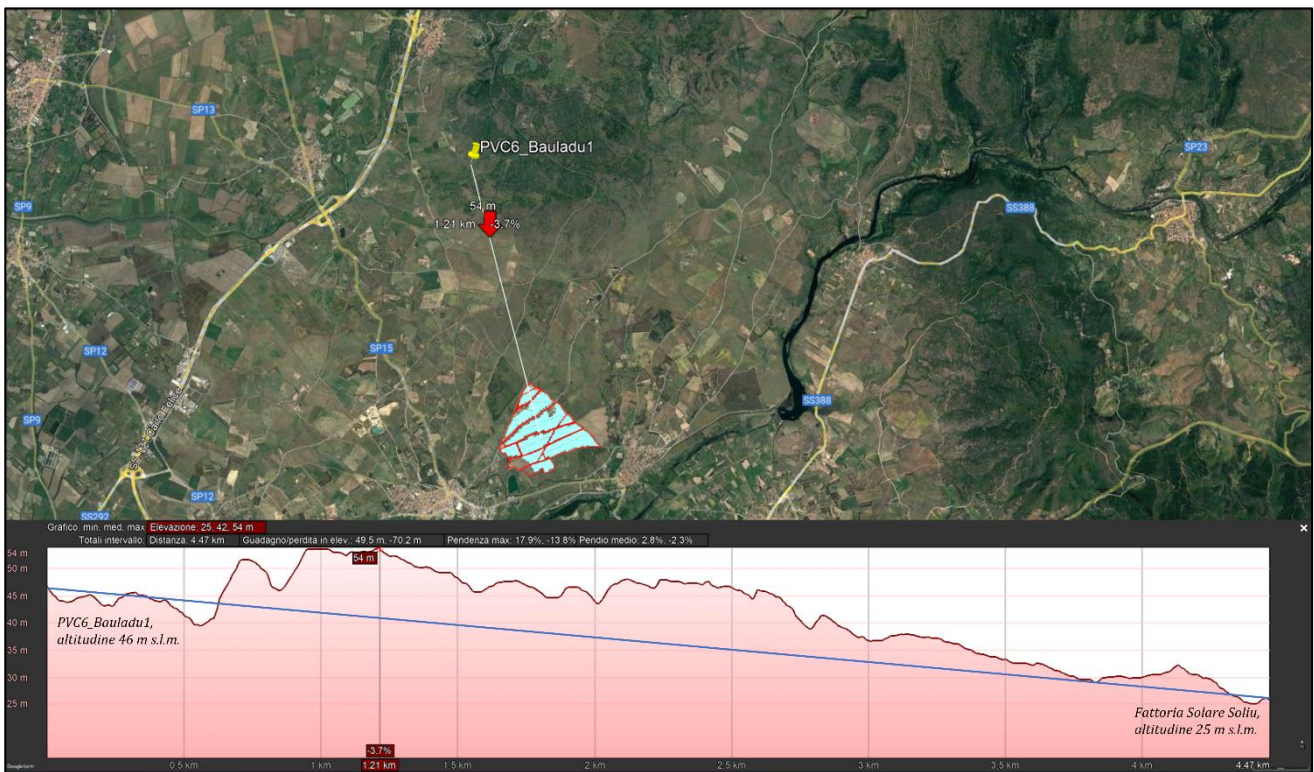 SP13
PVC6_Bauladu1
SP23
SP9
54 m
1.21 km -3.7%
SS388
SP12
SP15
SP9
SS388
SP12
SS292
Grafico: min. med. max Elevazione: 25, 42, 54 m
Totali intervallo: Distanza: 4.47 km Guadagno/perdita in elev.: 49.5 m, -70.2 m Pendenza max: 17.9%, -13.8% Pendio medio: 2.8%, -2.3%
54 m
50 m
45 m
40 m
35 m
30 m
25 m
54 m
PVC6_Bauladu1,
altitudine 46 m s.l.m.
Fattoria Solare Soliu,
altitudine 25 m s.l.m.
-3.7%
Google Earth
0.5 km 1 km 1.21 km 1.5 km 2 km 2.5 km 3 km 3.5 km 4 km 4.47 km